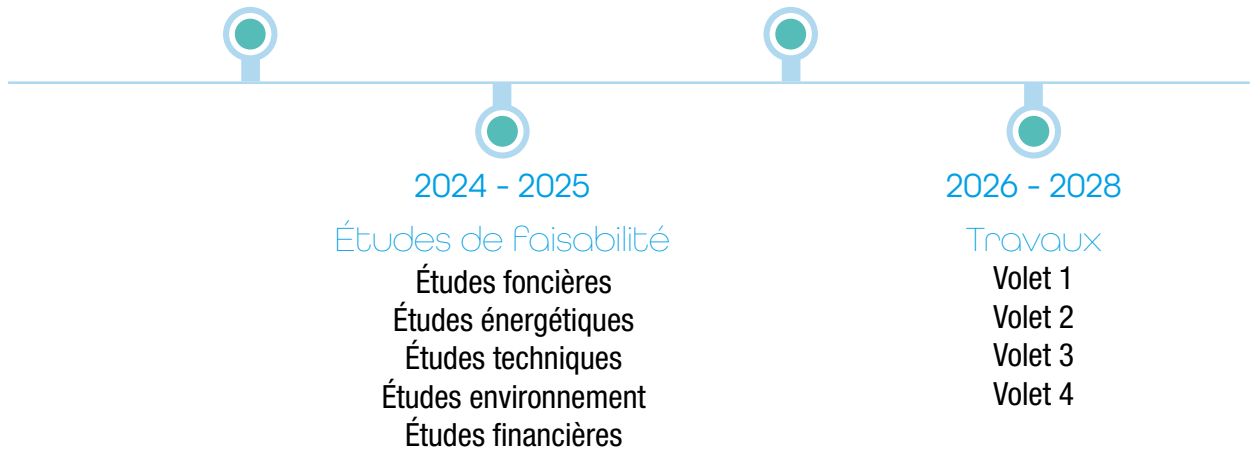 2024 - 2025
Études de faisabilité
Études foncières
Études énergétiques
Études techniques
Études environnement
Études financières
2026 - 2028
Travaux
Volet 1
Volet 2
Volet 3
Volet 4